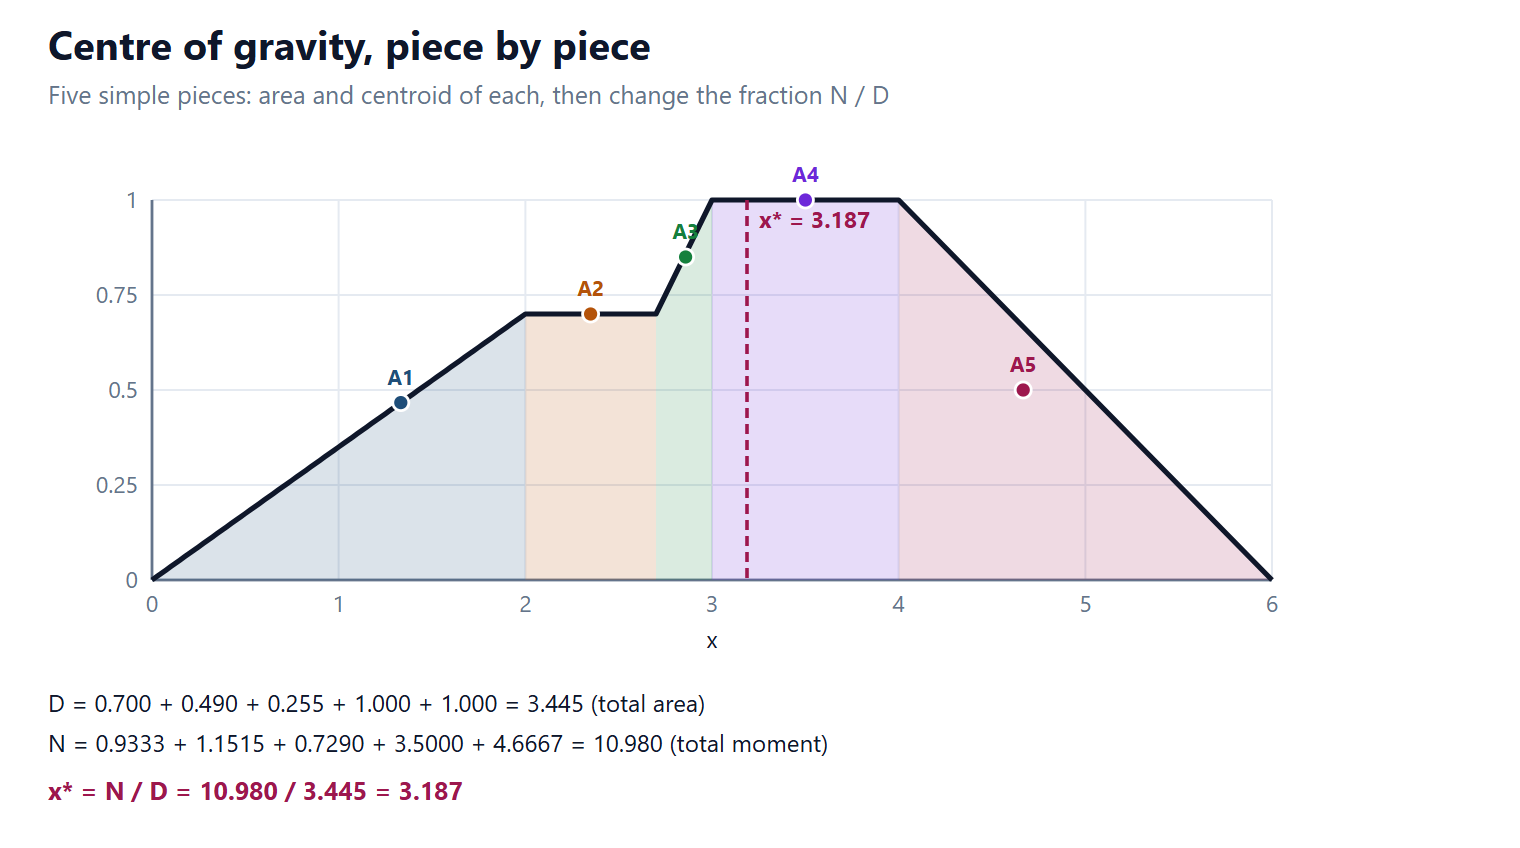 Centre of gravity, piece by piece
Five simple pieces: area and centroid of each, then change the fraction N / D
A4
1
x* = 3.187
A3
0.75
A2
A5
A1
0.5
0.25
0
0 1 2 3 4 5 6
x
D = 0.700 + 0.490 + 0.255 + 1.000 + 1.000 = 3.445 (total area)
N = 0.9333 + 1.1515 + 0.7290 + 3.5000 + 4.6667 = 10.980 (total moment)
x* = N / D = 10.980 / 3.445 = 3.187